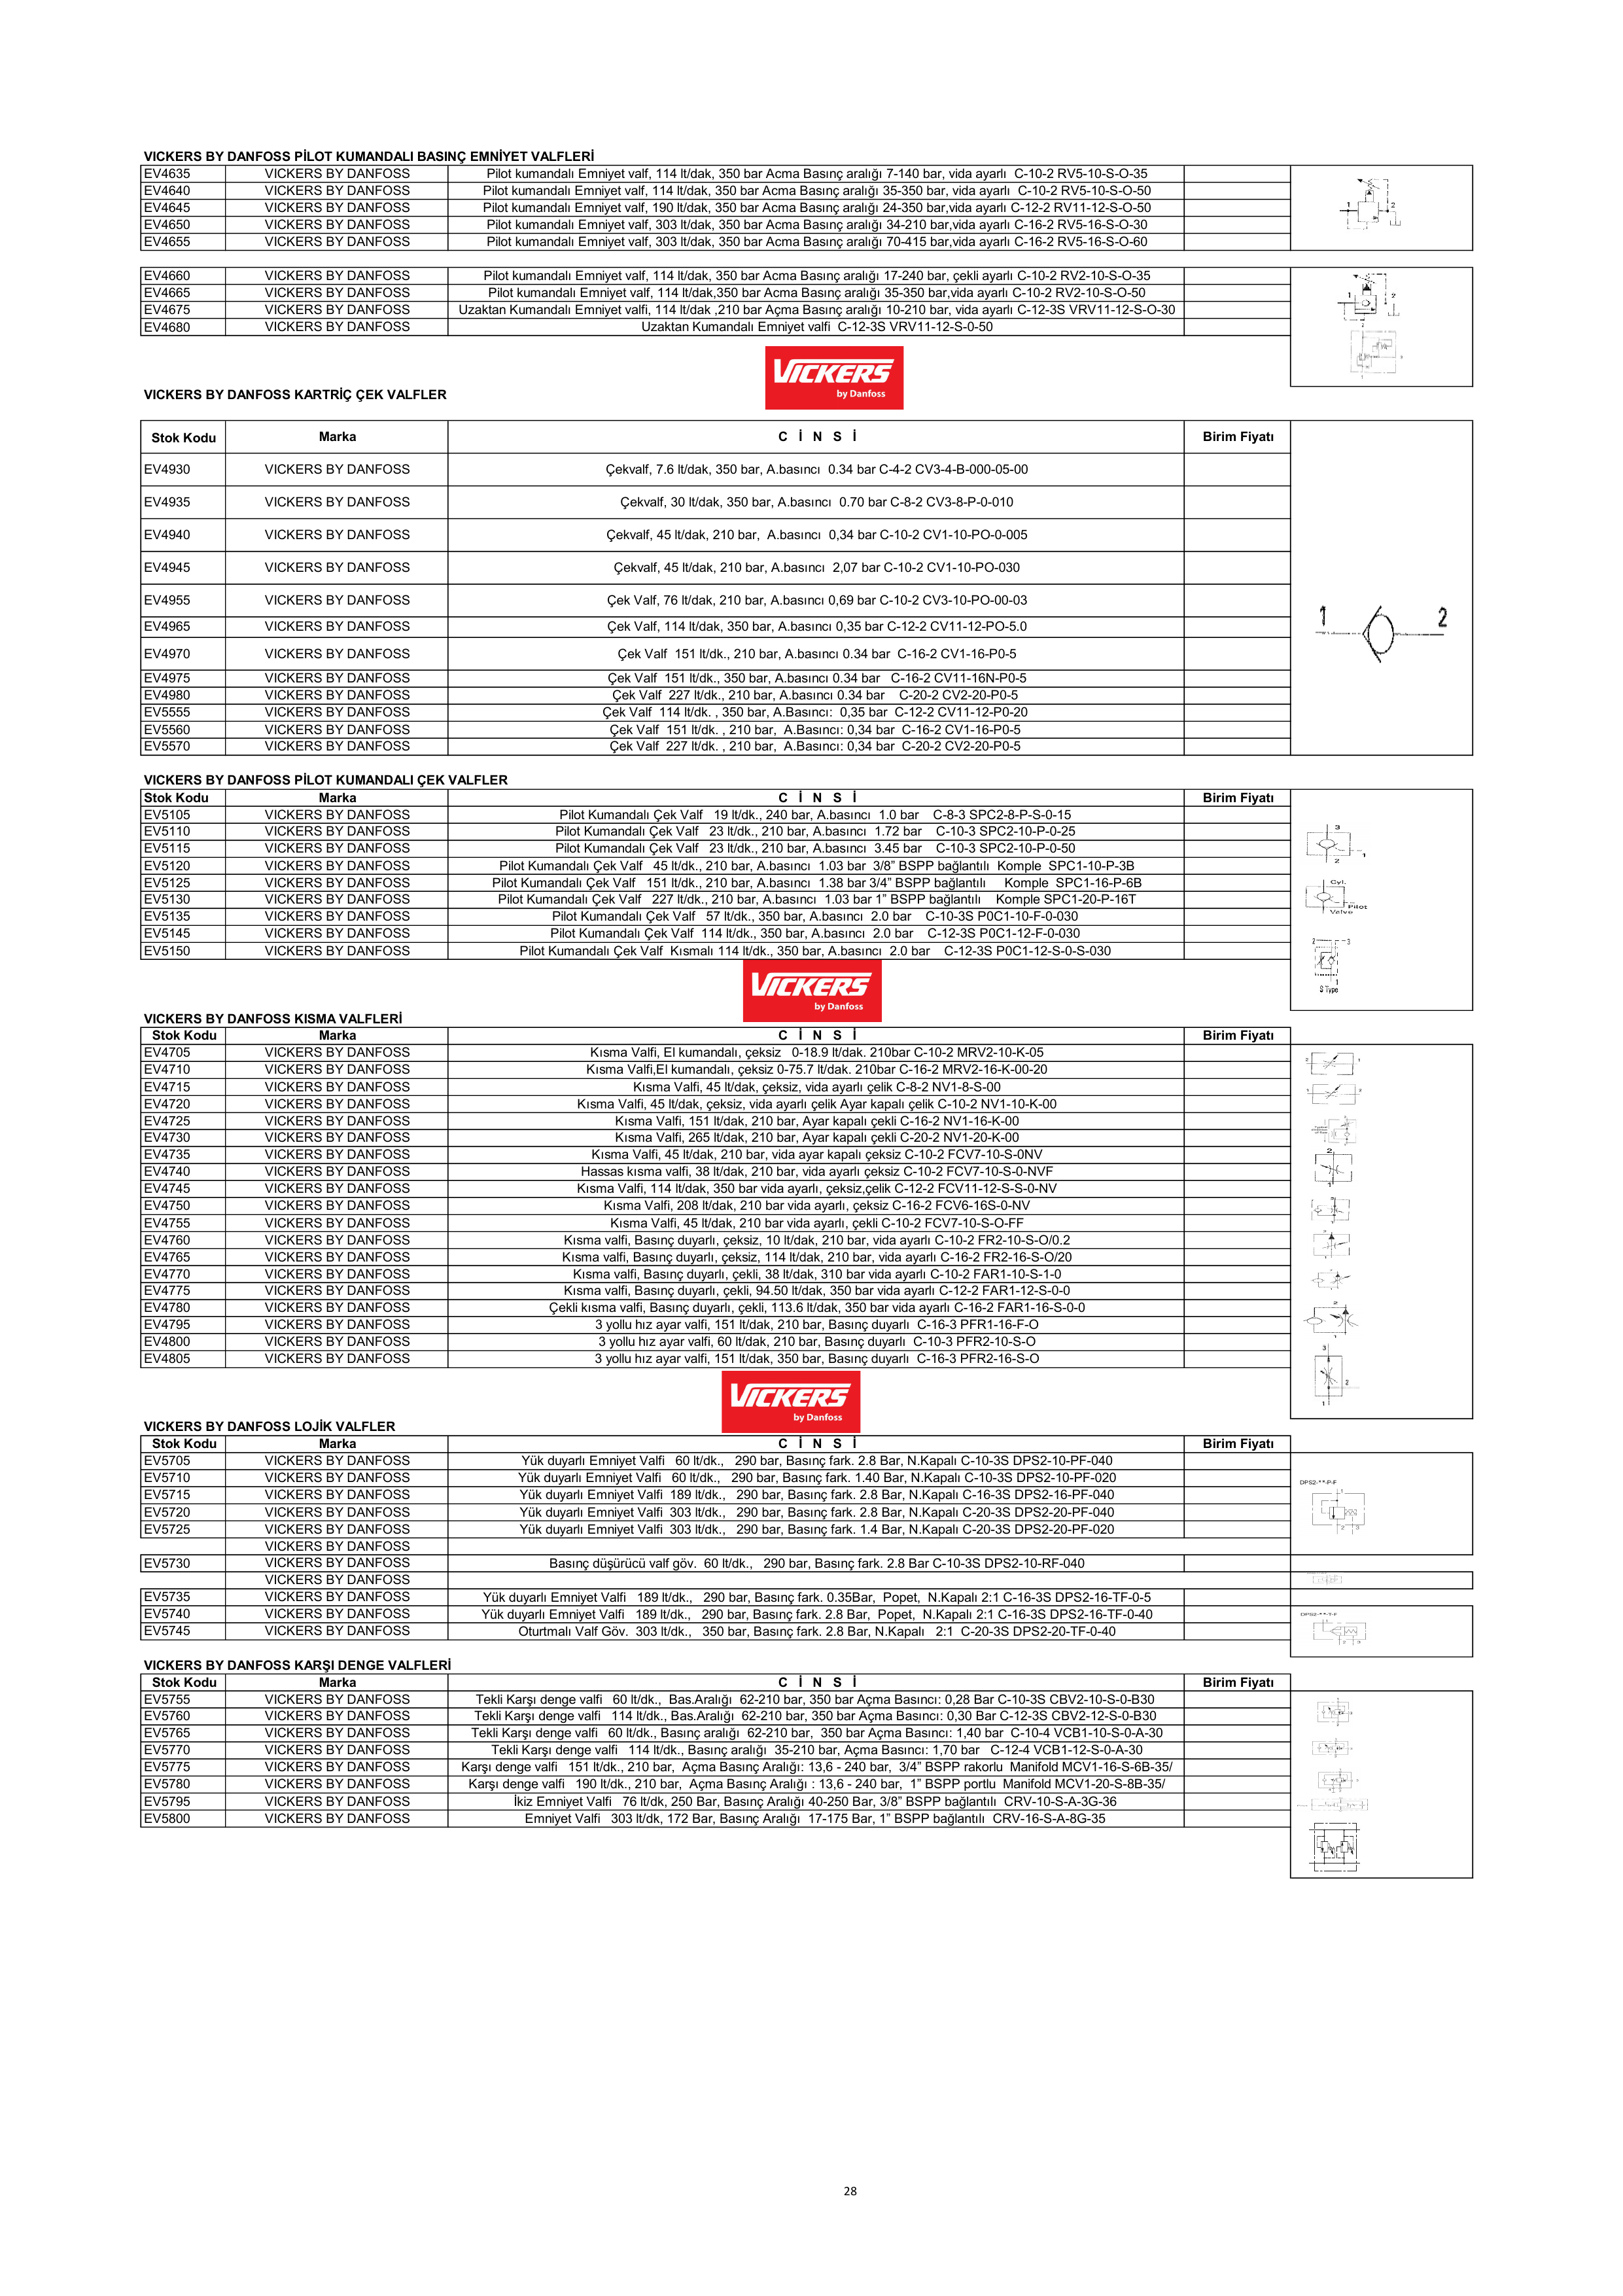 VICKERS BY DANFOSS PİLOT KUMANDALI BASINÇ EMNİYET VALFLERİ
EV4635 VICKERS BY DANFOSS Pilot kumandalı Emniyet valf, 114 lt/dak, 350 bar Acma Basınç aralığı 7-140 bar, vida ayarlı C-10-2 RV5-10-S-O-35
EV4640 VICKERS BY DANFOSS Pilot kumandalı Emniyet valf, 114 lt/dak, 350 bar Acma Basınç aralığı 35-350 bar, vida ayarlı C-10-2 RV5-10-S-O-50
EV4645 VICKERS BY DANFOSS Pilot kumandalı Emniyet valf, 190 lt/dak, 350 bar Acma Basınç aralığı 24-350 bar,vida ayarlı C-12-2 RV11-12-S-O-50
EV4650 VICKERS BY DANFOSS Pilot kumandalı Emniyet valf, 303 lt/dak, 350 bar Acma Basınç aralığı 34-210 bar,vida ayarlı C-16-2 RV5-16-S-O-30
EV4655 VICKERS BY DANFOSS Pilot kumandalı Emniyet valf, 303 lt/dak, 350 bar Acma Basınç aralığı 70-415 bar,vida ayarlı C-16-2 RV5-16-S-O-60
1 2
EV4660 VICKERS BY DANFOSS Pilot kumandalı Emniyet valf, 114 lt/dak, 350 bar Acma Basınç aralığı 17-240 bar, çekli ayarlı C-10-2 RV2-10-S-O-35
EV4665 VICKERS BY DANFOSS Pilot kumandalı Emniyet valf, 114 lt/dak,350 bar Acma Basınç aralığı 35-350 bar,vida ayarlı C-10-2 RV2-10-S-O-50
EV4675 VICKERS BY DANFOSS Uzaktan Kumandalı Emniyet valfi, 114 lt/dak ,210 bar Açma Basınç aralığı 10-210 bar, vida ayarlı C-12-3S VRV11-12-S-O-30
EV4680 VICKERS BY DANFOSS Uzaktan Kumandalı Emniyet valfi C-12-3S VRV11-12-S-0-50
1 2
VICKERS
by Danfoss
VICKERS BY DANFOSS KARTRİÇ ÇEK VALFLER
Stok Kodu Marka C İ N S İ Birim Fiyatı
EV4930 VICKERS BY DANFOSS Çekvalf, 7.6 lt/dak, 350 bar, A.basıncı 0.34 bar C-4-2 CV3-4-B-000-05-00
EV4935 VICKERS BY DANFOSS Çekvalf, 30 lt/dak, 350 bar, A.basıncı 0.70 bar C-8-2 CV3-8-P-0-010
EV4940 VICKERS BY DANFOSS Çekvalf, 45 lt/dak, 210 bar, A.basıncı 0,34 bar C-10-2 CV1-10-PO-0-005
EV4945 VICKERS BY DANFOSS Çekvalf, 45 lt/dak, 210 bar, A.basıncı 2,07 bar C-10-2 CV1-10-PO-030
EV4955 VICKERS BY DANFOSS Çek Valf, 76 lt/dak, 210 bar, A.basıncı 0,69 bar C-10-2 CV3-10-PO-00-03
EV4965 VICKERS BY DANFOSS Çek Valf, 114 lt/dak, 350 bar, A.basıncı 0,35 bar C-12-2 CV11-12-PO-5.0
EV4970 VICKERS BY DANFOSS Çek Valf 151 lt/dk., 210 bar, A.basıncı 0.34 bar C-16-2 CV1-16-P0-5
EV4975 VICKERS BY DANFOSS Çek Valf 151 lt/dk., 350 bar, A.basıncı 0.34 bar C-16-2 CV11-16N-P0-5
EV4980 VICKERS BY DANFOSS Çek Valf 227 lt/dk., 210 bar, A.basıncı 0.34 bar C-20-2 CV2-20-P0-5
EV5555 VICKERS BY DANFOSS Çek Valf 114 lt/dk. , 350 bar, A.Basıncı: 0,35 bar C-12-2 CV11-12-P0-20
EV5560 VICKERS BY DANFOSS Çek Valf 151 lt/dk. , 210 bar, A.Basıncı: 0,34 bar C-16-2 CV1-16-P0-5
EV5570 VICKERS BY DANFOSS Çek Valf 227 lt/dk. , 210 bar, A.Basıncı: 0,34 bar C-20-2 CV2-20-P0-5
1 2
VICKERS BY DANFOSS PİLOT KUMANDALI ÇEK VALFLER
Stok Kodu Marka C İ N S İ Birim Fiyatı
EV5105 VICKERS BY DANFOSS Pilot Kumandalı Çek Valf 19 lt/dk., 240 bar, A.basıncı 1.0 bar C-8-3 SPC2-8-P-S-0-15
EV5110 VICKERS BY DANFOSS Pilot Kumandalı Çek Valf 23 lt/dk., 210 bar, A.basıncı 1.72 bar C-10-3 SPC2-10-P-0-25
EV5115 VICKERS BY DANFOSS Pilot Kumandalı Çek Valf 23 lt/dk., 210 bar, A.basıncı 3.45 bar C-10-3 SPC2-10-P-0-50
EV5120 VICKERS BY DANFOSS Pilot Kumandalı Çek Valf 45 lt/dk., 210 bar, A.basıncı 1.03 bar 3/8” BSPP bağlantılı Komple SPC1-10-P-3B
EV5125 VICKERS BY DANFOSS Pilot Kumandalı Çek Valf 151 lt/dk., 210 bar, A.basıncı 1.38 bar 3/4” BSPP bağlantılı Komple SPC1-16-P-6B
EV5130 VICKERS BY DANFOSS Pilot Kumandalı Çek Valf 227 lt/dk., 210 bar, A.basıncı 1.03 bar 1” BSPP bağlantılı Komple SPC1-20-P-16T
EV5135 VICKERS BY DANFOSS Pilot Kumandalı Çek Valf 57 lt/dk., 350 bar, A.basıncı 2.0 bar C-10-3S P0C1-10-F-0-030
EV5145 VICKERS BY DANFOSS Pilot Kumandalı Çek Valf 114 lt/dk., 350 bar, A.basıncı 2.0 bar C-12-3S P0C1-12-F-0-030
EV5150 VICKERS BY DANFOSS Pilot Kumandalı Çek Valf Kısmalı 114 lt/dk., 350 bar, A.basıncı 2.0 bar C-12-3S P0C1-12-S-0-S-030
3
1
2
Cyl.
Pilot
Valve
2 3
1
S Type
VICKERS
by Danfoss
VICKERS BY DANFOSS KISMA VALFLERİ
Stok Kodu Marka C İ N S İ Birim Fiyatı
EV4705 VICKERS BY DANFOSS Kısma Valfi, El kumandalı, çeksiz 0-18.9 lt/dak. 210bar C-10-2 MRV2-10-K-05
EV4710 VICKERS BY DANFOSS Kısma Valfi,El kumandalı, çeksiz 0-75.7 lt/dak. 210bar C-16-2 MRV2-16-K-00-20
EV4715 VICKERS BY DANFOSS Kısma Valfi, 45 lt/dak, çeksiz, vida ayarlı çelik C-8-2 NV1-8-S-00
EV4720 VICKERS BY DANFOSS Kısma Valfi, 45 lt/dak, çeksiz, vida ayarlı çelik Ayar kapalı çelik C-10-2 NV1-10-K-00
EV4725 VICKERS BY DANFOSS Kısma Valfi, 151 lt/dak, 210 bar, Ayar kapalı çekli C-16-2 NV1-16-K-00
EV4730 VICKERS BY DANFOSS Kısma Valfi, 265 lt/dak, 210 bar, Ayar kapalı çekli C-20-2 NV1-20-K-00
EV4735 VICKERS BY DANFOSS Kısma Valfi, 45 lt/dak, 210 bar, vida ayar kapalı çeksiz C-10-2 FCV7-10-S-0NV
EV4740 VICKERS BY DANFOSS Hassas kısma valfi, 38 lt/dak, 210 bar, vida ayarlı çeksiz C-10-2 FCV7-10-S-0-NVF
EV4745 VICKERS BY DANFOSS Kısma Valfi, 114 lt/dak, 350 bar vida ayarlı, çeksiz,çelik C-12-2 FCV11-12-S-S-0-NV
EV4750 VICKERS BY DANFOSS Kısma Valfi, 208 lt/dak, 210 bar vida ayarlı, çeksiz C-16-2 FCV6-16S-0-NV
EV4755 VICKERS BY DANFOSS Kısma Valfi, 45 lt/dak, 210 bar vida ayarlı, çekli C-10-2 FCV7-10-S-O-FF
EV4760 VICKERS BY DANFOSS Kısma valfi, Basınç duyarlı, çeksiz, 10 lt/dak, 210 bar, vida ayarlı C-10-2 FR2-10-S-O/0.2
EV4765 VICKERS BY DANFOSS Kısma valfi, Basınç duyarlı, çeksiz, 114 lt/dak, 210 bar, vida ayarlı C-16-2 FR2-16-S-O/20
EV4770 VICKERS BY DANFOSS Kısma valfi, Basınç duyarlı, çekli, 38 lt/dak, 310 bar vida ayarlı C-10-2 FAR1-10-S-1-0
EV4775 VICKERS BY DANFOSS Kısma valfi, Basınç duyarlı, çekli, 94.50 lt/dak, 350 bar vida ayarlı C-12-2 FAR1-12-S-0-0
EV4780 VICKERS BY DANFOSS Çekli kısma valfi, Basınç duyarlı, çekli, 113.6 lt/dak, 350 bar vida ayarlı C-16-2 FAR1-16-S-0-0
EV4795 VICKERS BY DANFOSS 3 yollu hız ayar valfi, 151 lt/dak, 210 bar, Basınç duyarlı C-16-3 PFR1-16-F-O
EV4800 VICKERS BY DANFOSS 3 yollu hız ayar valfi, 60 lt/dak, 210 bar, Basınç duyarlı C-10-3 PFR2-10-S-O
EV4805 VICKERS BY DANFOSS 3 yollu hız ayar valfi, 151 lt/dak, 350 bar, Basınç duyarlı C-16-3 PFR2-16-S-O
3
2
1
VICKERS
by Danfoss
VICKERS BY DANFOSS LOJİK VALFLER
Stok Kodu Marka C İ N S İ Birim Fiyatı
EV5705 VICKERS BY DANFOSS Yük duyarlı Emniyet Valfi 60 lt/dk., 290 bar, Basınç fark. 2.8 Bar, N.Kapalı C-10-3S DPS2-10-PF-040
EV5710 VICKERS BY DANFOSS Yük duyarlı Emniyet Valfi 60 lt/dk., 290 bar, Basınç fark. 1.40 Bar, N.Kapalı C-10-3S DPS2-10-PF-020
EV5715 VICKERS BY DANFOSS Yük duyarlı Emniyet Valfi 189 lt/dk., 290 bar, Basınç fark. 2.8 Bar, N.Kapalı C-16-3S DPS2-16-PF-040
EV5720 VICKERS BY DANFOSS Yük duyarlı Emniyet Valfi 303 lt/dk., 290 bar, Basınç fark. 2.8 Bar, N.Kapalı C-20-3S DPS2-20-PF-040
EV5725 VICKERS BY DANFOSS Yük duyarlı Emniyet Valfi 303 lt/dk., 290 bar, Basınç fark. 1.4 Bar, N.Kapalı C-20-3S DPS2-20-PF-020
VICKERS BY DANFOSS
EV5730 VICKERS BY DANFOSS Basınç düşürücü valf göv. 60 lt/dk., 290 bar, Basınç fark. 2.8 Bar C-10-3S DPS2-10-RF-040
VICKERS BY DANFOSS
EV5735 VICKERS BY DANFOSS Yük duyarlı Emniyet Valfi 189 lt/dk., 290 bar, Basınç fark. 0.35Bar, Popet, N.Kapalı 2:1 C-16-3S DPS2-16-TF-0-5
EV5740 VICKERS BY DANFOSS Yük duyarlı Emniyet Valfi 189 lt/dk., 290 bar, Basınç fark. 2.8 Bar, Popet, N.Kapalı 2:1 C-16-3S DPS2-16-TF-0-40
EV5745 VICKERS BY DANFOSS Oturtmalı Valf Göv. 303 lt/dk., 350 bar, Basınç fark. 2.8 Bar, N.Kapalı 2:1 C-20-3S DPS2-20-TF-0-40
DPS2-**-P-F
DPS2-**-T-F
VICKERS BY DANFOSS KARŞI DENGE VALFLERİ
Stok Kodu Marka C İ N S İ Birim Fiyatı
EV5755 VICKERS BY DANFOSS Tekli Karşı denge valfi 60 lt/dk., Bas.Aralığı 62-210 bar, 350 bar Açma Basıncı: 0,28 Bar C-10-3S CBV2-10-S-0-B30
EV5760 VICKERS BY DANFOSS Tekli Karşı denge valfi 114 lt/dk., Bas.Aralığı 62-210 bar, 350 bar Açma Basıncı: 0,30 Bar C-12-3S CBV2-12-S-0-B30
EV5765 VICKERS BY DANFOSS Tekli Karşı denge valfi 60 lt/dk., Basınç aralığı 62-210 bar, 350 bar Açma Basıncı: 1,40 bar C-10-4 VCB1-10-S-0-A-30
EV5770 VICKERS BY DANFOSS Tekli Karşı denge valfi 114 lt/dk., Basınç aralığı 35-210 bar, Açma Basıncı: 1,70 bar C-12-4 VCB1-12-S-0-A-30
EV5775 VICKERS BY DANFOSS Karşı denge valfi 151 lt/dk., 210 bar, Açma Basınç Aralığı: 13,6 - 240 bar, 3/4” BSPP rakorlu Manifold MCV1-16-S-6B-35/
EV5780 VICKERS BY DANFOSS Karşı denge valfi 190 lt/dk., 210 bar, Açma Basınç Aralığı : 13,6 - 240 bar, 1” BSPP portlu Manifold MCV1-20-S-8B-35/
EV5795 VICKERS BY DANFOSS İkiz Emniyet Valfi 76 lt/dk, 250 Bar, Basınç Aralığı 40-250 Bar, 3/8” BSPP bağlantılı CRV-10-S-A-3G-36
EV5800 VICKERS BY DANFOSS Emniyet Valfi 303 lt/dk, 172 Bar, Basınç Aralığı 17-175 Bar, 1” BSPP bağlantılı CRV-16-S-A-8G-35
28